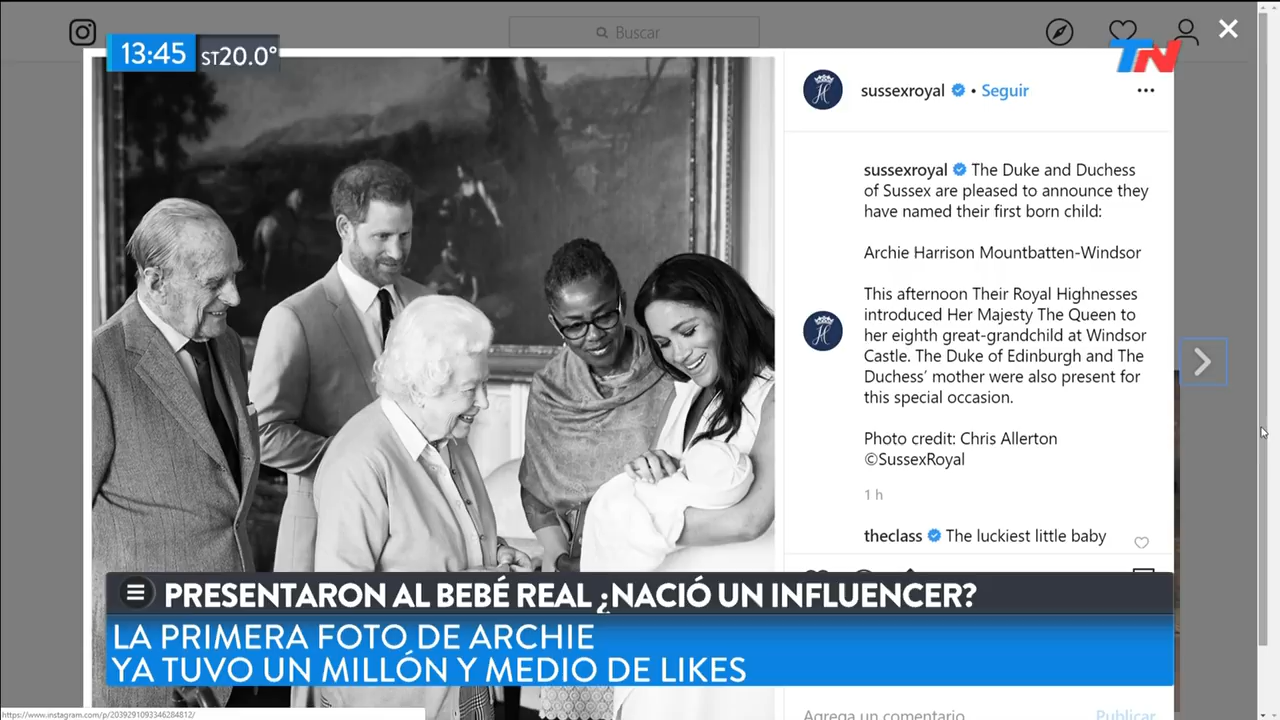 Buscar
13:45
ST20.0°
TN
sussexroyal • Seguir
sussexroyal The Duke and Duchess
of Sussex are pleased to announce they
have named their first born child:
Archie Harrison Mountbatten-Windsor
This afternoon Their Royal Highnesses
introduced Her Majesty The Queen to
her eighth great-grandchild at Windsor
Castle. The Duke of Edinburgh and The
Duchess’ mother were also present for
this special occasion.
Photo credit: Chris Allerton
©SussexRoyal
1 h
theclass The luckiest little baby
PRESENTARON AL BEBÉ REAL ¿NACIÓ UN INFLUENCER?
LA PRIMERA FOTO DE ARCHIE
YA TUVO UN MILLÓN Y MEDIO DE LIKES
Agrega un comentario
Publicar
https://www.instagram.com/p/2039291093346284812/